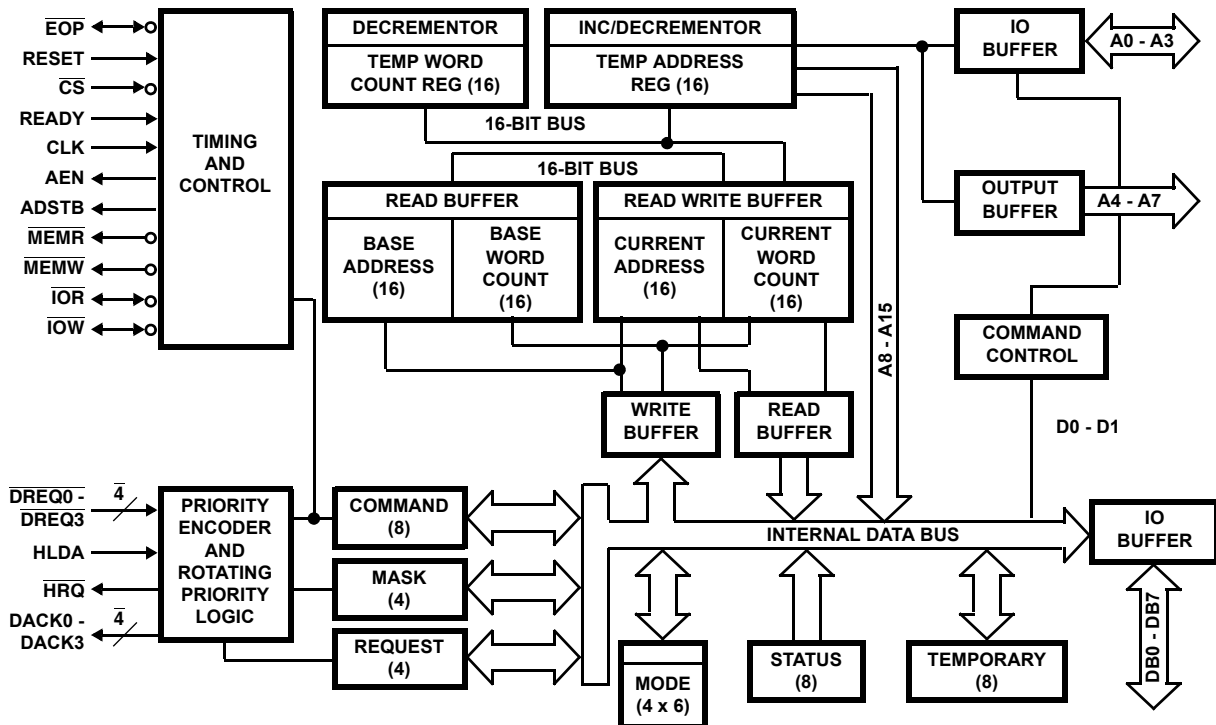 EOP
RESET
CS
READY
CLK
AEN
ADSTB
MEMR
MEMW
IOR
IOW
TIMING
AND
CONTROL
DECREMENTOR
TEMP WORD
COUNT REG (16)
INC/DECREMENTOR
TEMP ADDRESS
REG (16)
16-BIT BUS
16-BIT BUS
READ BUFFER
BASE
ADDRESS
(16)
BASE
WORD
COUNT
(16)
READ WRITE BUFFER
CURRENT
ADDRESS
(16)
CURRENT
WORD
COUNT
(16)
WRITE
BUFFER
READ
BUFFER
A8 - A15
IO
BUFFER
A0 - A3
OUTPUT
BUFFER
A4 - A7
COMMAND
CONTROL
D0 - D1
DREQ0 -
DREQ3
4
HLDA
HRQ
DACK0 -
DACK3
4
PRIORITY
ENCODER
AND
ROTATING
PRIORITY
LOGIC
COMMAND
(8)
MASK
(4)
REQUEST
(4)
INTERNAL DATA BUS
IO
BUFFER
DB0 - DB7
MODE
(4 x 6)
STATUS
(8)
TEMPORARY
(8)